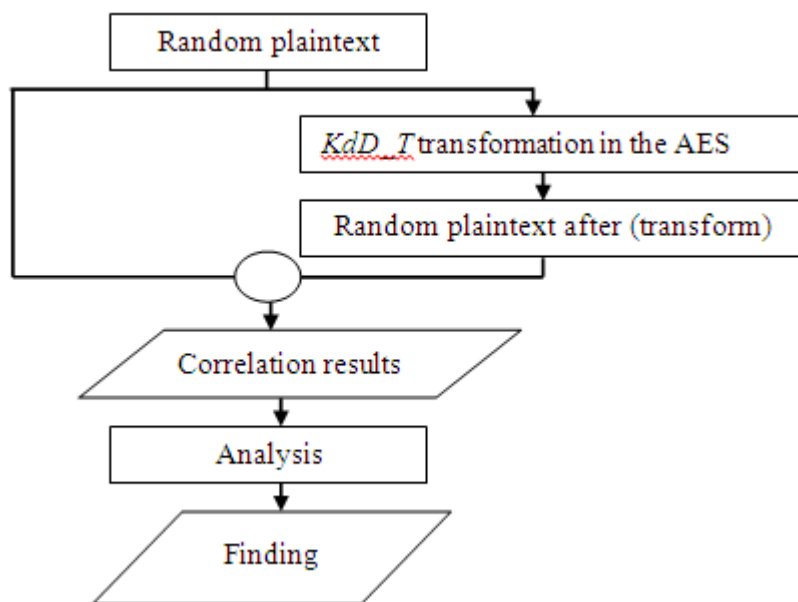 Random plaintext
KdD_T transformation in the AES
Random plaintext after (transform)
Correlation results
Analysis
Finding